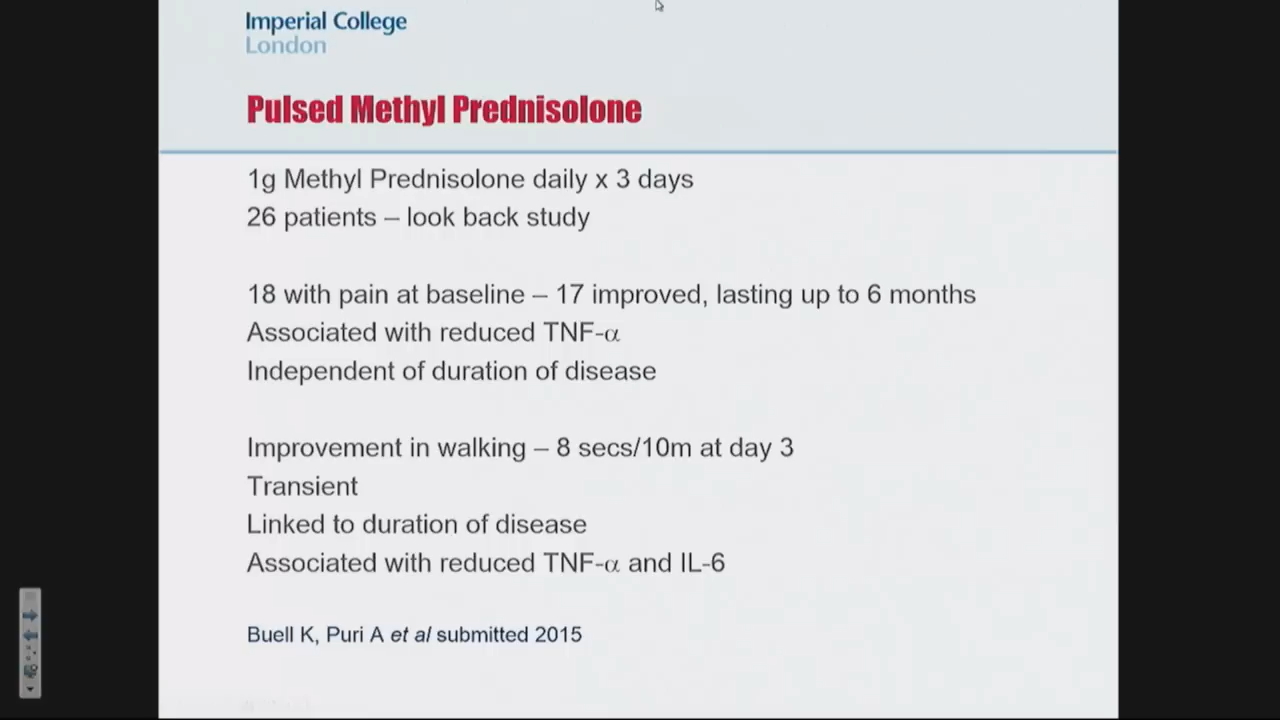 Imperial College
London
Pulsed Methyl Prednisolone
1g Methyl Prednisolone daily x 3 days
26 patients – look back study
18 with pain at baseline – 17 improved, lasting up to 6 months
Associated with reduced TNF-α
Independent of duration of disease
Improvement in walking – 8 secs/10m at day 3
Transient
Linked to duration of disease
Associated with reduced TNF-α and IL-6
Buell K, Puri A et al submitted 2015